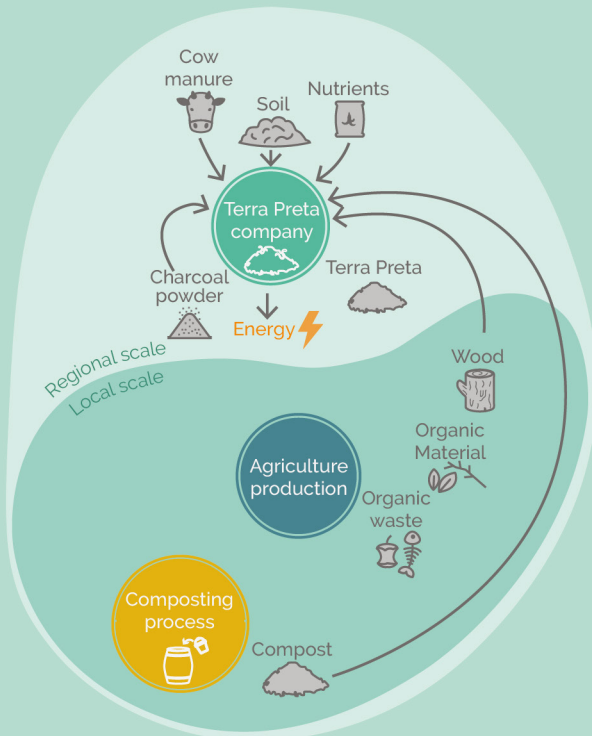 Cow
manure
Soil
Nutrients
Terra Preta
company
Terra Preta
Charcoal
powder
Energy
Regional scale
Local scale
Wood
Organic
Material
Agriculture
production
Organic
waste
Composting
process
Compost